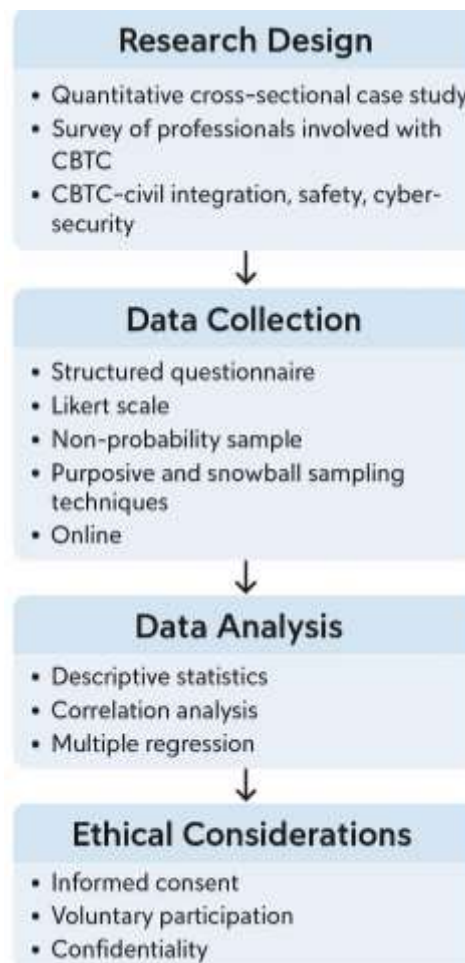 Research Design
• Quantitative cross-sectional case study
• Survey of professionals involved with
CBTC
• CBTC-civil integration, safety, cyber-
security
Data Collection
• Structured questionnaire
• Likert scale
• Non-probability sample
• Purposive and snowball sampling
techniques
• Online
Data Analysis
• Descriptive statistics
• Correlation analysis
• Multiple regression
Ethical Considerations
• Informed consent
• Voluntary participation
• Confidentiality